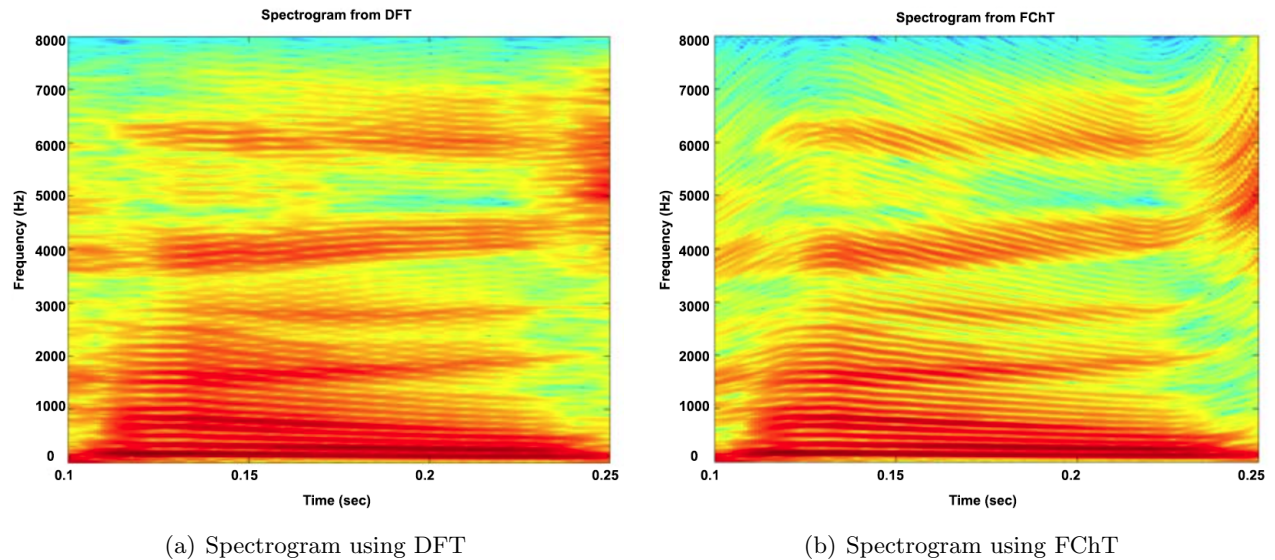 Spectrogram from DFT
8000
7000
6000
5000
4000
3000
2000
1000
0
Frequency (Hz)
0.1 0.15 0.2 0.25
Time (sec)
(a) Spectrogram using DFT
Spectrogram from FChT
8000
7000
6000
5000
4000
3000
2000
1000
0
Frequency (Hz)
0.1 0.15 0.2 0.25
Time (sec)
(b) Spectrogram using FChT